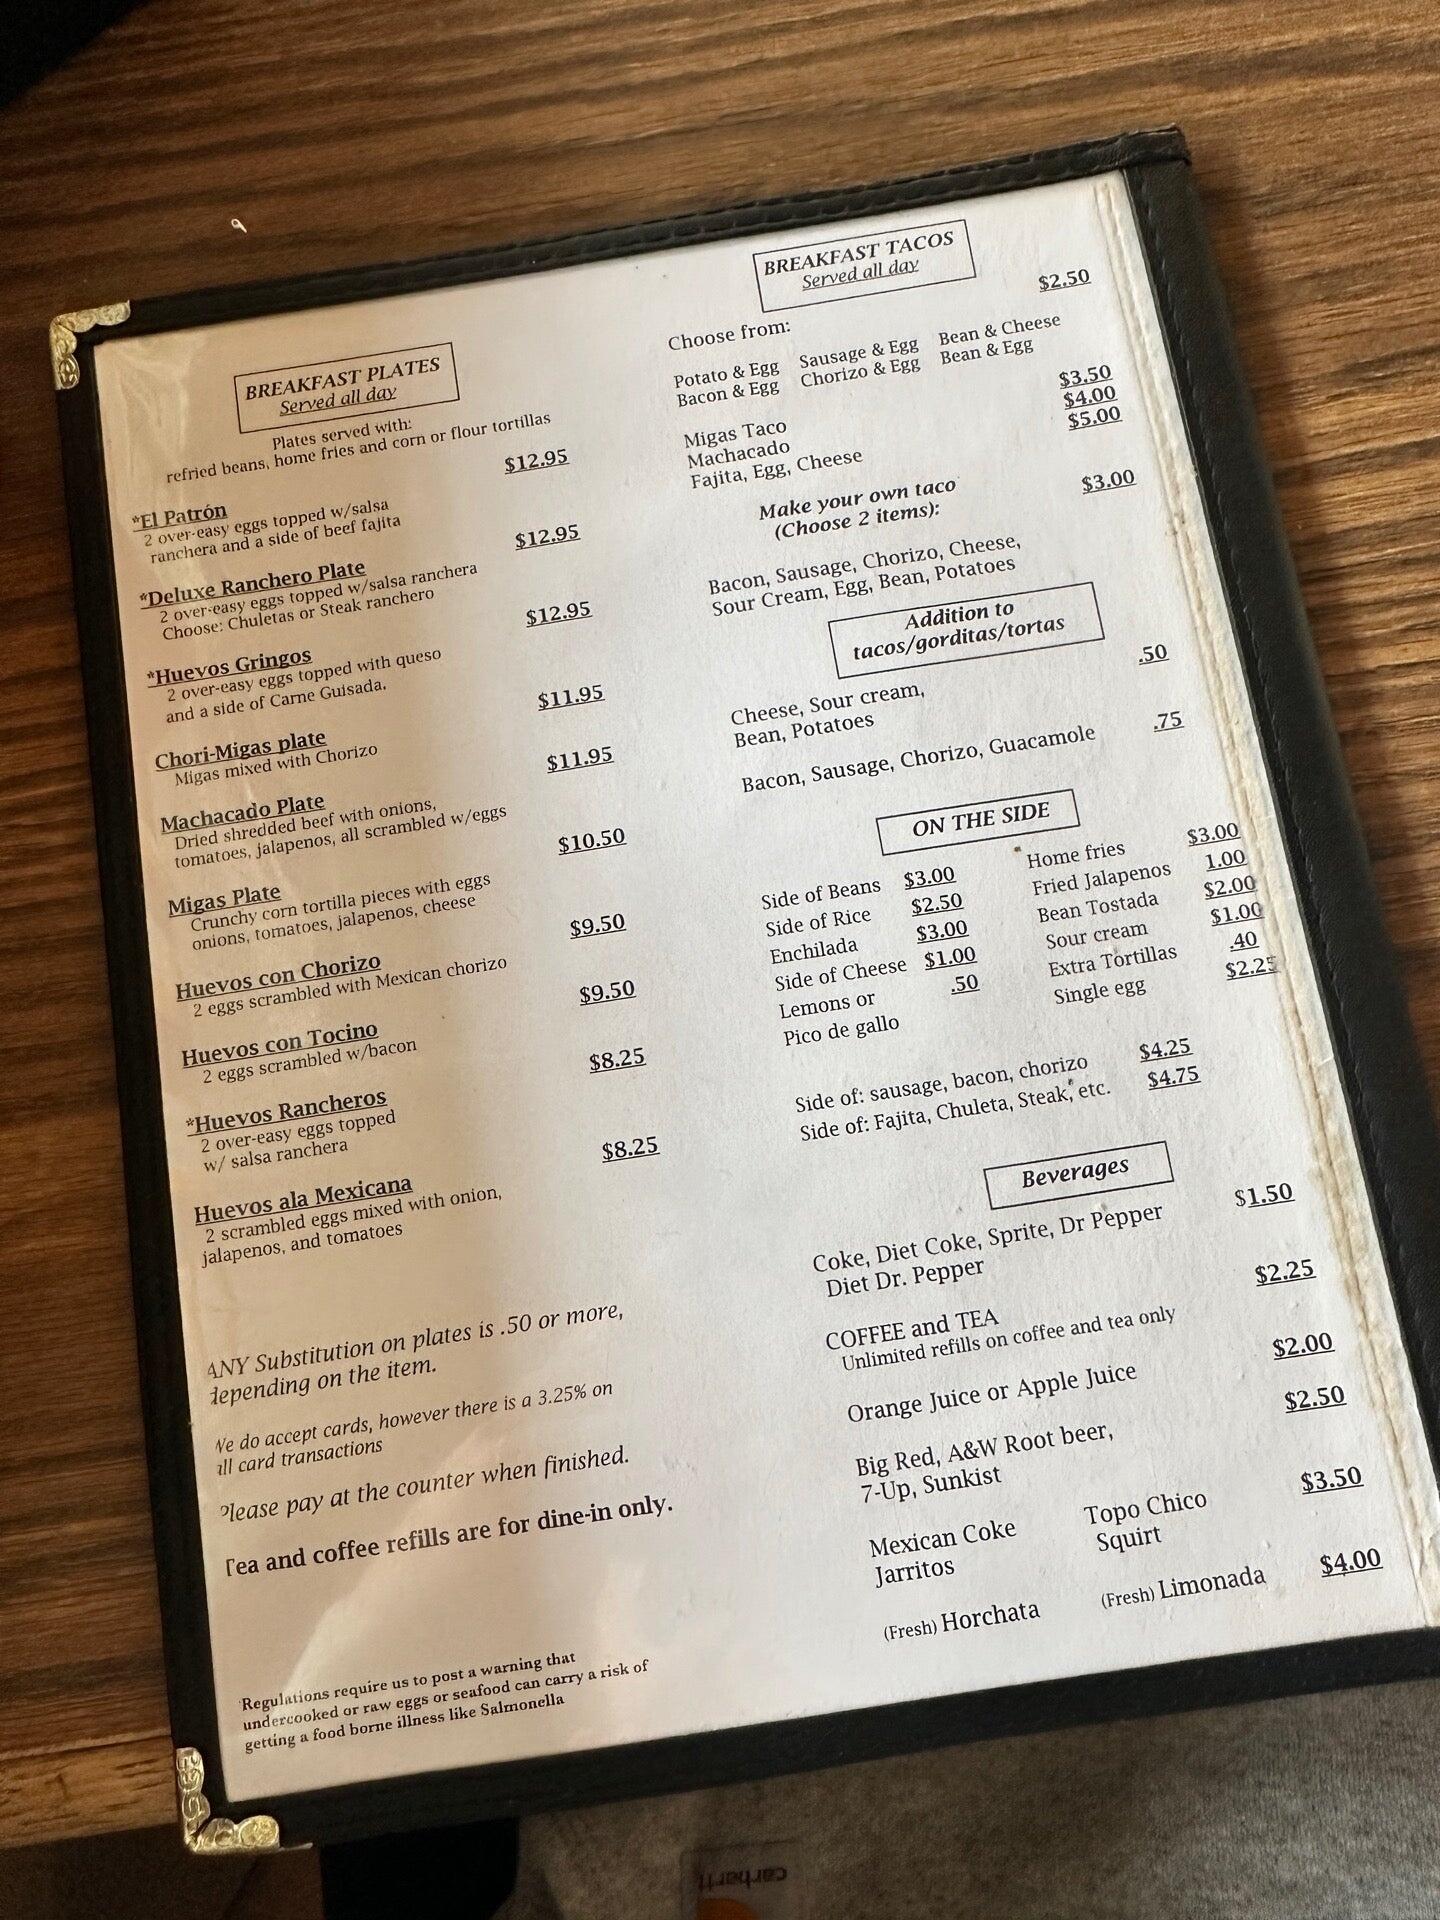 BREAKFAST PLATES
Served all day
Plates served with:
refried beans, home fries and corn or flour tortillas
*El Patrón $12.95
2 over-easy eggs topped w/salsa
ranchera and a side of beef fajita
*Deluxe Ranchero Plate $12.95
2 over-easy eggs topped w/salsa ranchera
Choose: Chuletas or Steak ranchero
*Huevos Gringos $12.95
2 over-easy eggs topped with queso
and a side of Carne Guisada.
Chori-Migas plate $11.95
Migas mixed with Chorizo
Machacado Plate $11.95
Dried shredded beef with onions,
tomatoes, jalapenos, all scrambled w/eggs
Migas Plate $10.50
Crunchy corn tortilla pieces with eggs
onions, tomatoes, jalapenos, cheese
Huevos con Chorizo $9.50
2 eggs scrambled with Mexican chorizo
Huevos con Tocino $9.50
2 eggs scrambled w/bacon
*Huevos Rancheros $8.25
2 over-easy eggs topped
w/ salsa ranchera
Huevos ala Mexicana $8.25
2 scrambled eggs mixed with onion,
jalapenos, and tomatoes
ANY Substitution on plates is .50 or more,
depending on the item.
We do accept cards, however there is a 3.25% on
all card transactions
Please pay at the counter when finished.
Tea and coffee refills are for dine-in only.
Regulations require us to post a warning that
undercooked or raw eggs or seafood can carry a risk of
getting a food borne illness like Salmonella
BREAKFAST TACOS
Served all day
Choose from: $2.50
Potato & Egg Sausage & Egg Bean & Cheese
Bacon & Egg Chorizo & Egg Bean & Egg
Migas Taco $3.50
Machacado $4.00
Fajita, Egg, Cheese $5.00
Make your own taco $3.00
(Choose 2 items):
Bacon, Sausage, Chorizo, Cheese,
Sour Cream, Egg, Bean, Potatoes
Addition to
tacos/gorditas/tortas
Cheese, Sour cream, .50
Bean, Potatoes
Bacon, Sausage, Chorizo, Guacamole .75
ON THE SIDE
Side of Beans $3.00 Home fries $3.00
Side of Rice $2.50 Fried Jalapenos 1.00
Enchilada $3.00 Bean Tostada $2.00
Side of Cheese $1.00 Sour cream $1.00
Lemons or .50 Extra Tortillas .40
Pico de gallo Single egg $2.25
Side of: sausage, bacon, chorizo $4.25
Side of: Fajita, Chuleta, Steak, etc. $4.75
Beverages
Coke, Diet Coke, Sprite, Dr Pepper $1.50
Diet Dr. Pepper
COFFEE and TEA $2.25
Unlimited refills on coffee and tea only
Orange Juice or Apple Juice $2.00
Big Red, A&W Root beer, $2.50
7-Up, Sunkist
Mexican Coke Topo Chico $3.50
Jarritos Squirt
(Fresh) Horchata (Fresh) Limonada $4.00
carhartt